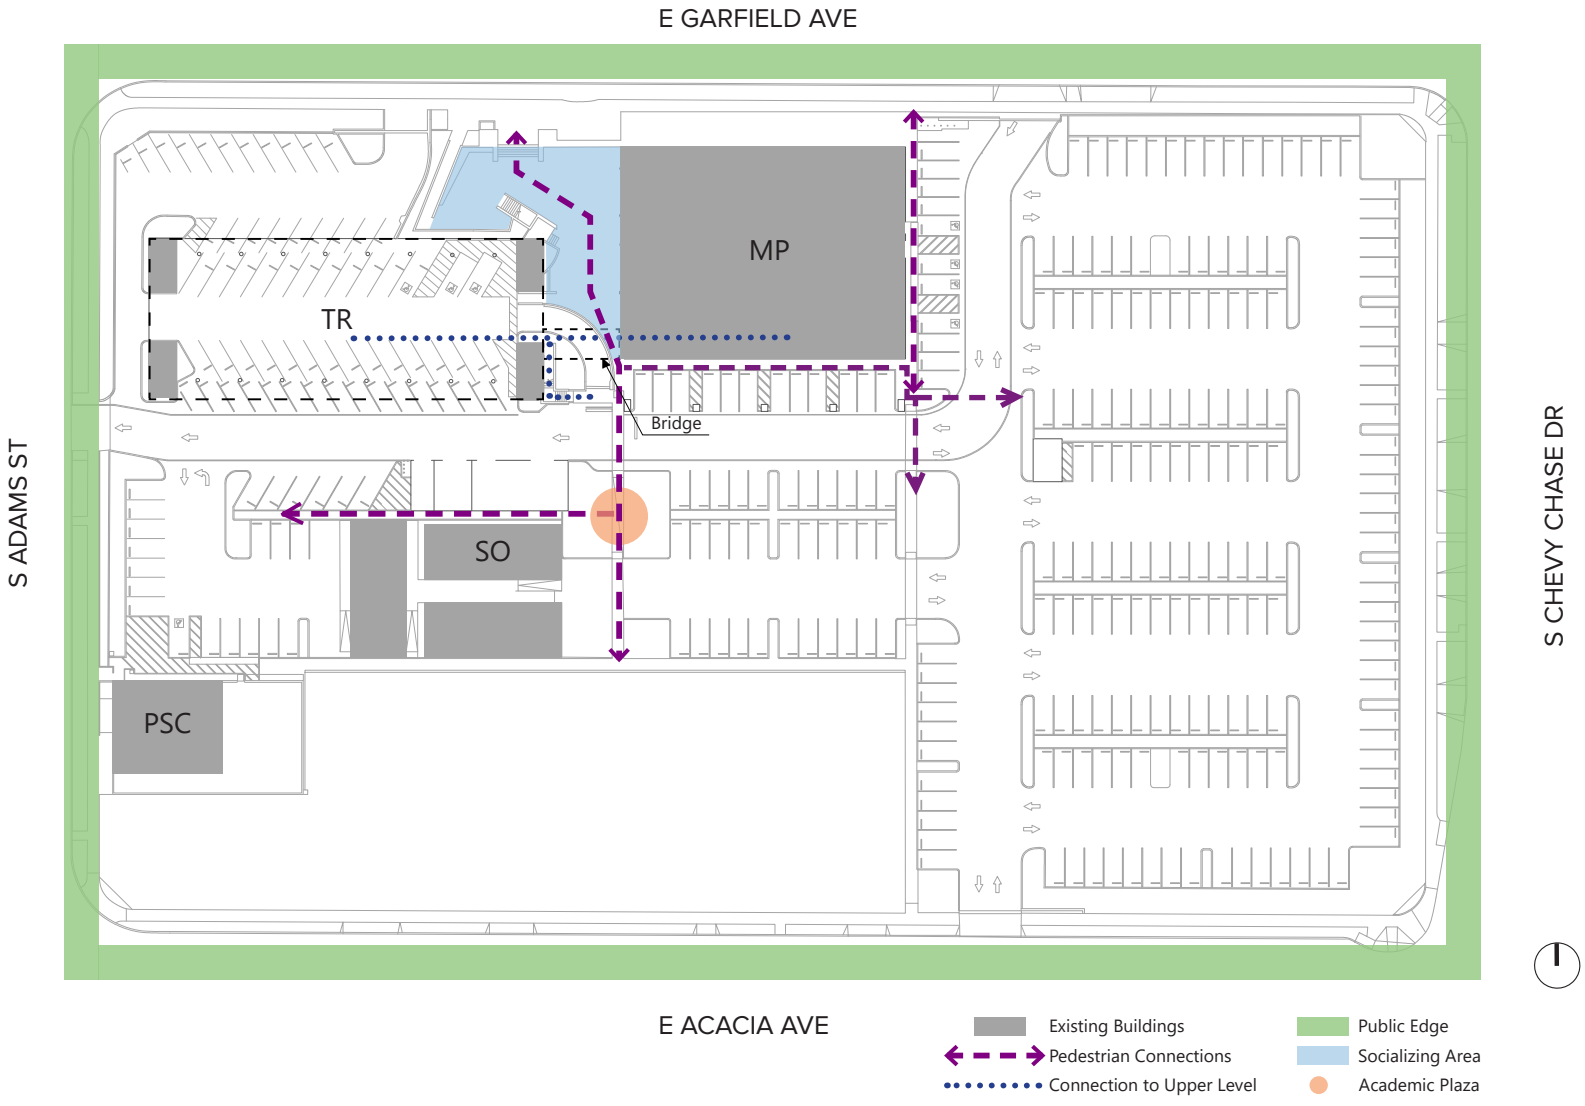 E GARFIELD AVE
MP
TR
Bridge
S ADAMS ST
S CHEVY CHASE DR
SO
PSC
E ACACIA AVE
Existing Buildings
Public Edge
Pedestrian Connections
Socializing Area
Connection to Upper Level
Academic Plaza